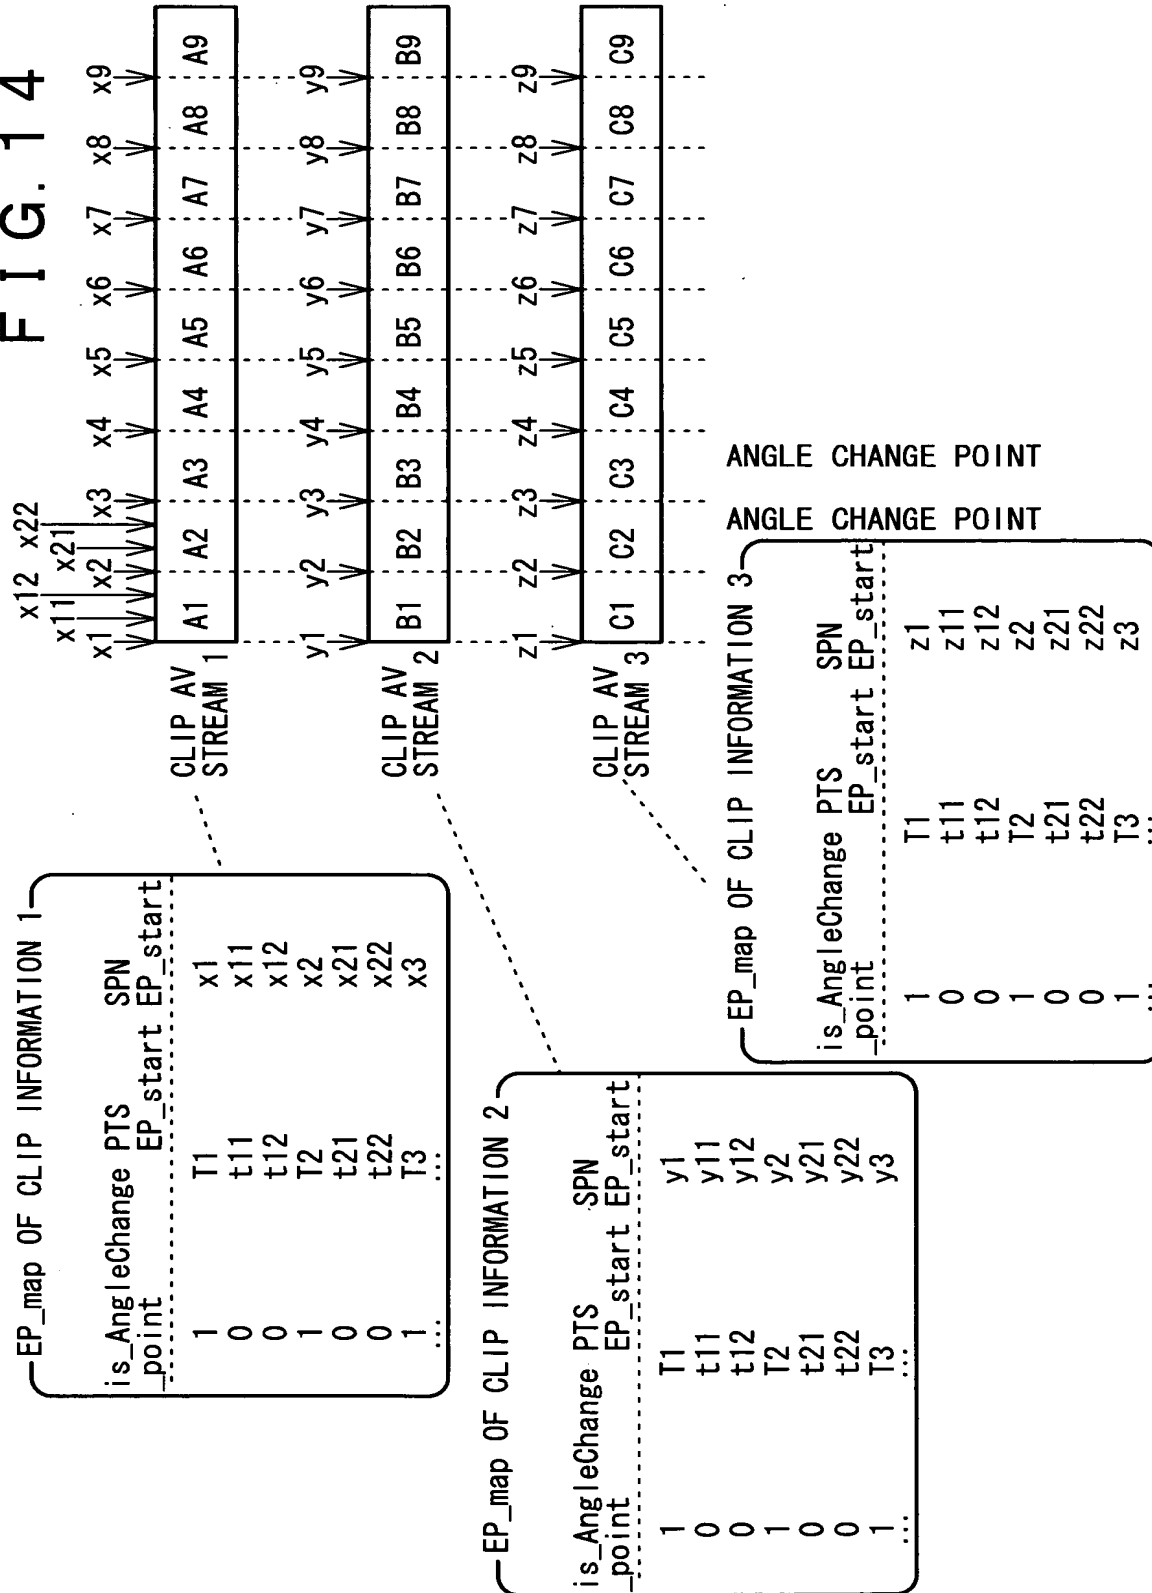 FIG. 14
EP_map OF CLIP INFORMATION 1
is_AngleChange PTS SPN
_point EP_start EP_start
1 T1 x1
0 t11 x11
0 t12 x12
1 T2 x2
0 t21 x21
0 t22 x22
1 T3 x3
... ...
x11 x12 x21 x22
x1 x2 x3 x4 x5 x6 x7 x8 x9
CLIP AV
STREAM 1
A1 A2 A3 A4 A5 A6 A7 A8 A9
y1 y2 y3 y4 y5 y6 y7 y8 y9
CLIP AV
STREAM 2
B1 B2 B3 B4 B5 B6 B7 B8 B9
EP_map OF CLIP INFORMATION 2
is_AngleChange PTS SPN
_point EP_start EP_start
1 T1 y1
0 t11 y11
0 t12 y12
1 T2 y2
0 t21 y21
0 t22 y22
1 T3 y3
... ...
z1 z2 z3 z4 z5 z6 z7 z8 z9
CLIP AV
STREAM 3
C1 C2 C3 C4 C5 C6 C7 C8 C9
ANGLE CHANGE POINT
ANGLE CHANGE POINT
EP_map OF CLIP INFORMATION 3
is_AngleChange PTS SPN
_point EP_start EP_start
1 T1 z1
0 t11 z11
0 t12 z12
1 T2 z2
0 t21 z21
0 t22 z22
1 T3 z3
... ...